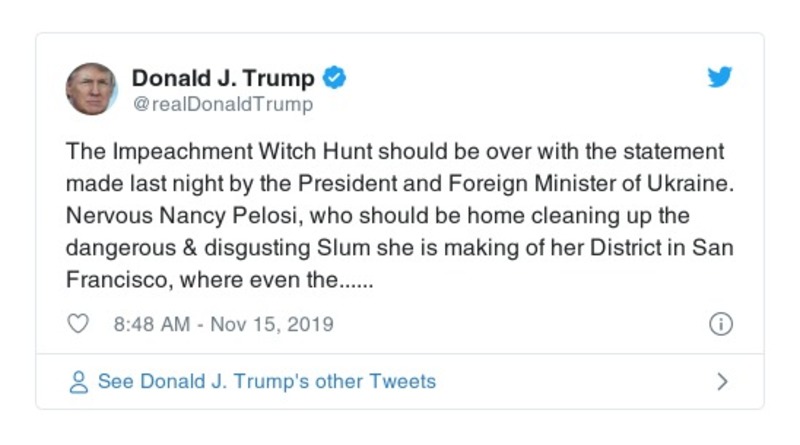 Donald J. Trump
@realDonaldTrump
The Impeachment Witch Hunt should be over with the statement
made last night by the President and Foreign Minister of Ukraine.
Nervous Nancy Pelosi, who should be home cleaning up the
dangerous & disgusting Slum she is making of her District in San
Francisco, where even the......
8:48 AM - Nov 15, 2019
See Donald J. Trump's other Tweets